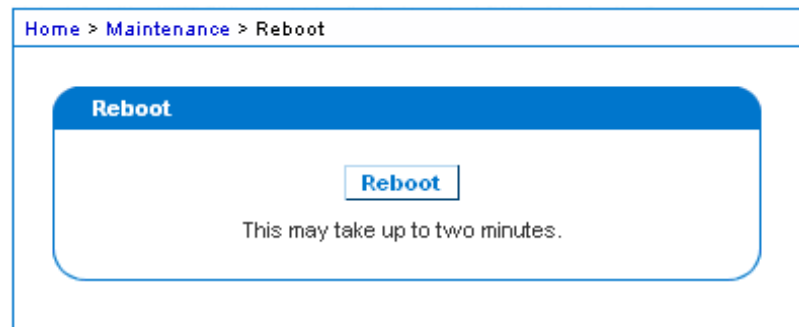 Home > Maintenance > Reboot
Reboot
Reboot
This may take up to two minutes.